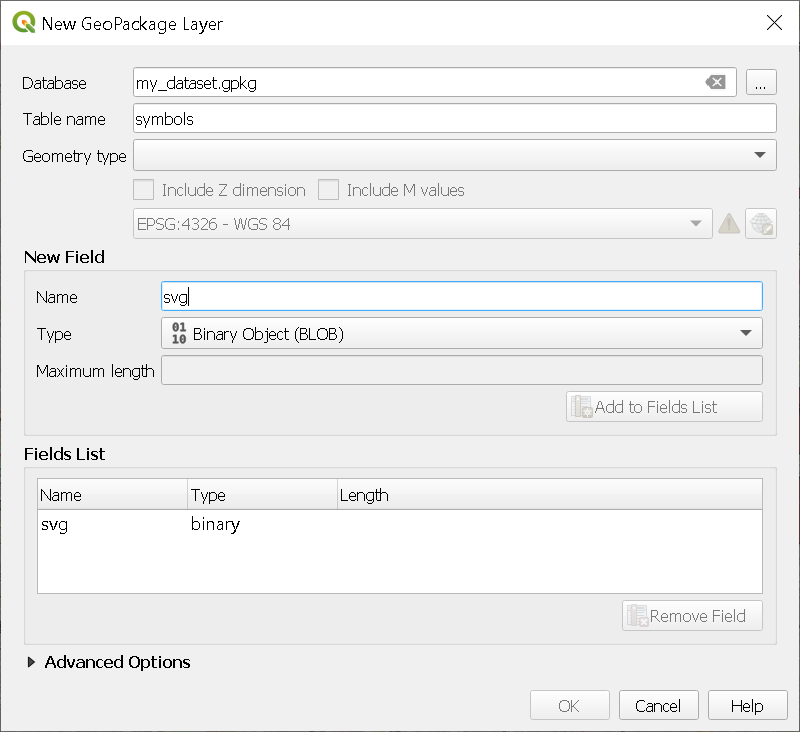 New GeoPackage Layer
Database my_dataset.gpkg ...
Table name symbols
Geometry type
Include Z dimension Include M values
EPSG:4326 - WGS 84
New Field
Name svg
Type 01 10 Binary Object (BLOB)
Maximum length
Add to Fields List
Fields List
Name Type Length
svg binary
Remove Field
Advanced Options
OK Cancel Help